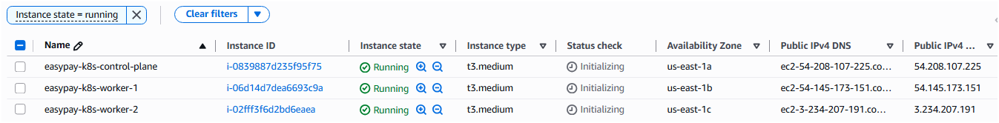 Instance state = running
Clear filters
Name Instance ID Instance state Instance type Status check Availability Zone Public IPv4 DNS Public IPv4 ...
easypay-k8s-control-plane i-0839887d235f95f75 Running t3.medium Initializing us-east-1a ec2-54-208-107-225.co... 54.208.107.225
easypay-k8s-worker-1 i-06d14d7dea6693c9a Running t3.medium Initializing us-east-1b ec2-54-145-173-151.co... 54.145.173.151
easypay-k8s-worker-2 i-02fff3f6d2bd6eaea Running t3.medium Initializing us-east-1c ec2-3-234-207-191.co... 3.234.207.191